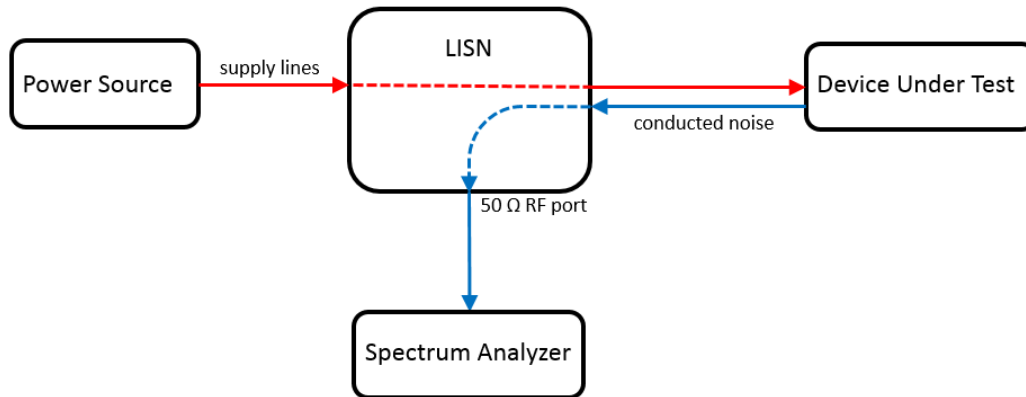 LISN
Power Source
supply lines
Device Under Test
conducted noise
50 Ω RF port
Spectrum Analyzer